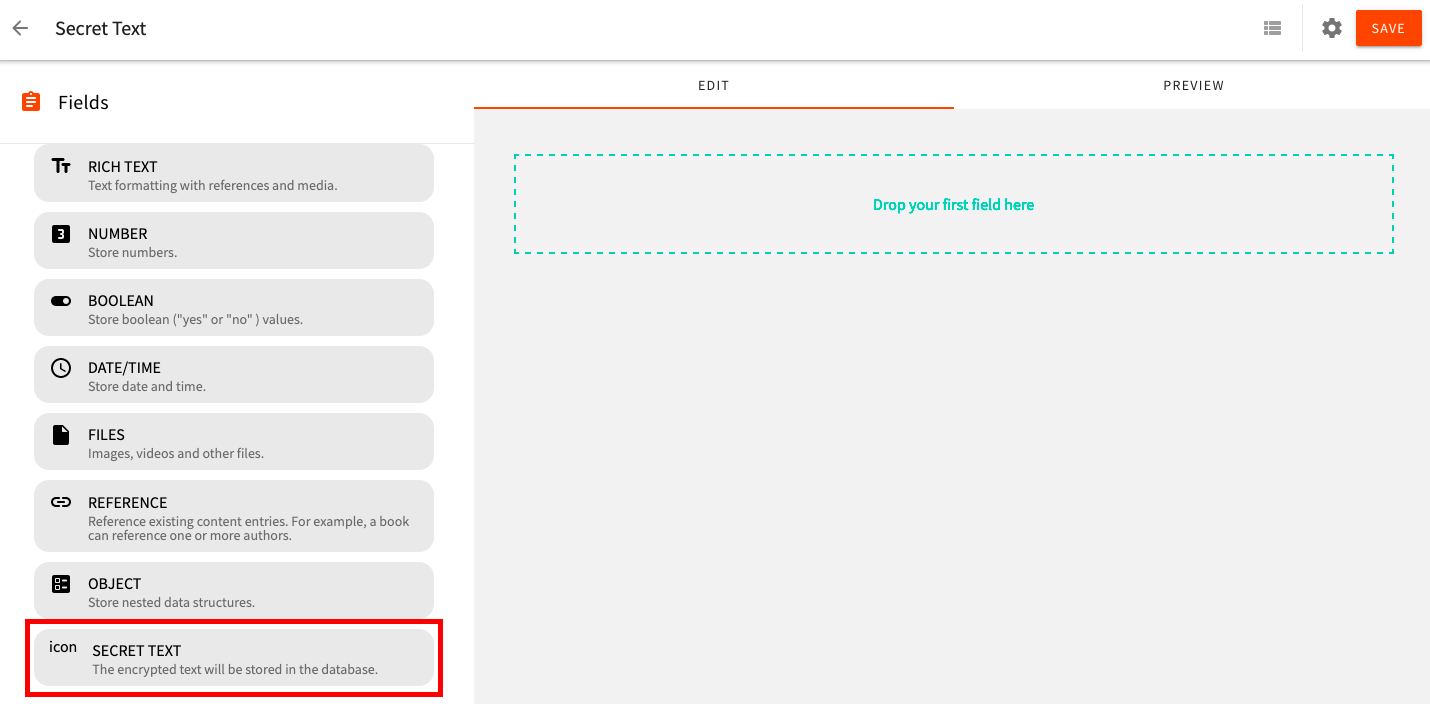 Secret Text
SAVE
Fields
EDIT
PREVIEW
RICH TEXT
Text formatting with references and media.
3
NUMBER
Store numbers.
BOOLEAN
Store boolean ("yes" or "no" ) values.
DATE/TIME
Store date and time.
FILES
Images, videos and other files.
REFERENCE
Reference existing content entries. For example, a book
can reference one or more authors.
OBJECT
Store nested data structures.
icon
SECRET TEXT
The encrypted text will be stored in the database.
Drop your first field here